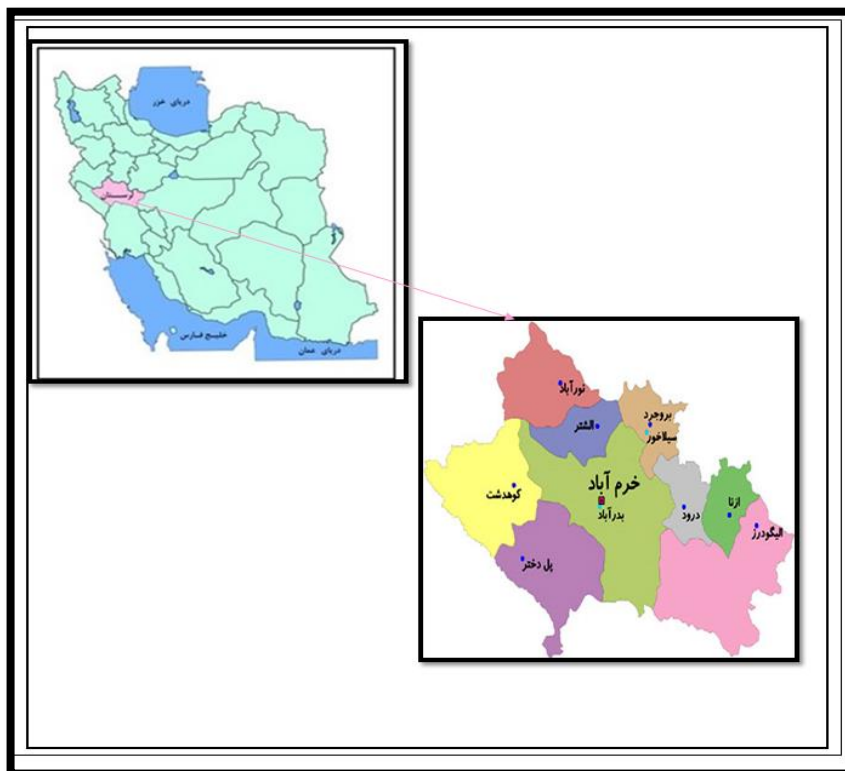 دریای خزر
لرستان
خلیج فارس
دریای عمان
نورآباد
الشتر
بروجرد
سیلاخور
کوهدشت
خرم آباد
بدرآباد
درود
ازنا
الیگودرز
پل دختر